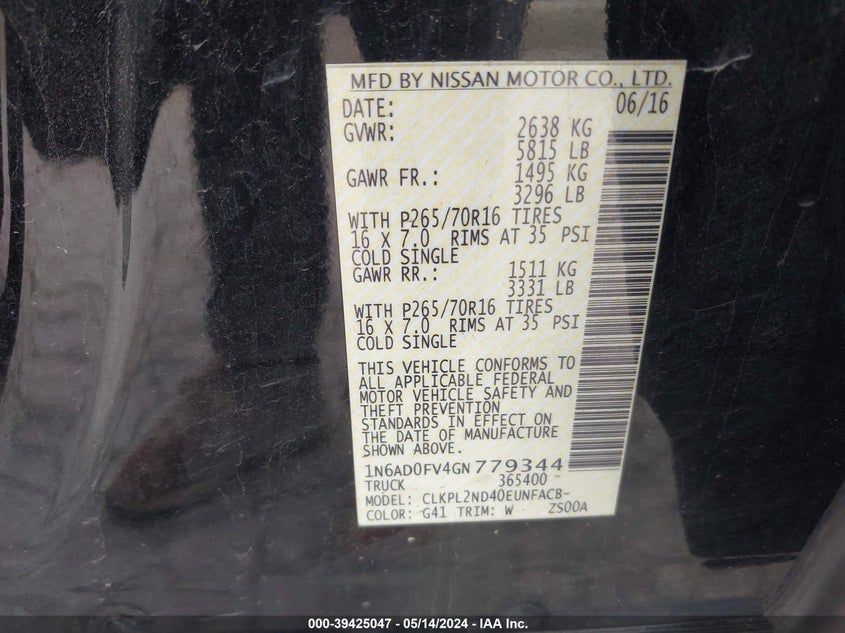 MFD BY NISSAN MOTOR CO., LTD.
DATE: 06/16
GVWR: 2638 KG
5815 LB
GAWR FR.: 1495 KG
3296 LB
WITH P265/70R16 TIRES
16 X 7.0 RIMS AT 35 PSI
COLD SINGLE
GAWR RR.: 1511 KG
3331 LB
WITH P265/70R16 TIRES
16 X 7.0 RIMS AT 35 PSI
COLD SINGLE
THIS VEHICLE CONFORMS TO
ALL APPLICABLE FEDERAL
MOTOR VEHICLE SAFETY AND
THEFT PREVENTION
STANDARDS IN EFFECT ON
THE DATE OF MANUFACTURE
SHOWN ABOVE.
1N6AD0FV4GN779344
TRUCK 365400
MODEL: CLKPL2ND40EUNFACB-
COLOR: G41 TRIM: W ZS00A
000-39425047 - 05/14/2024 - IAA Inc.